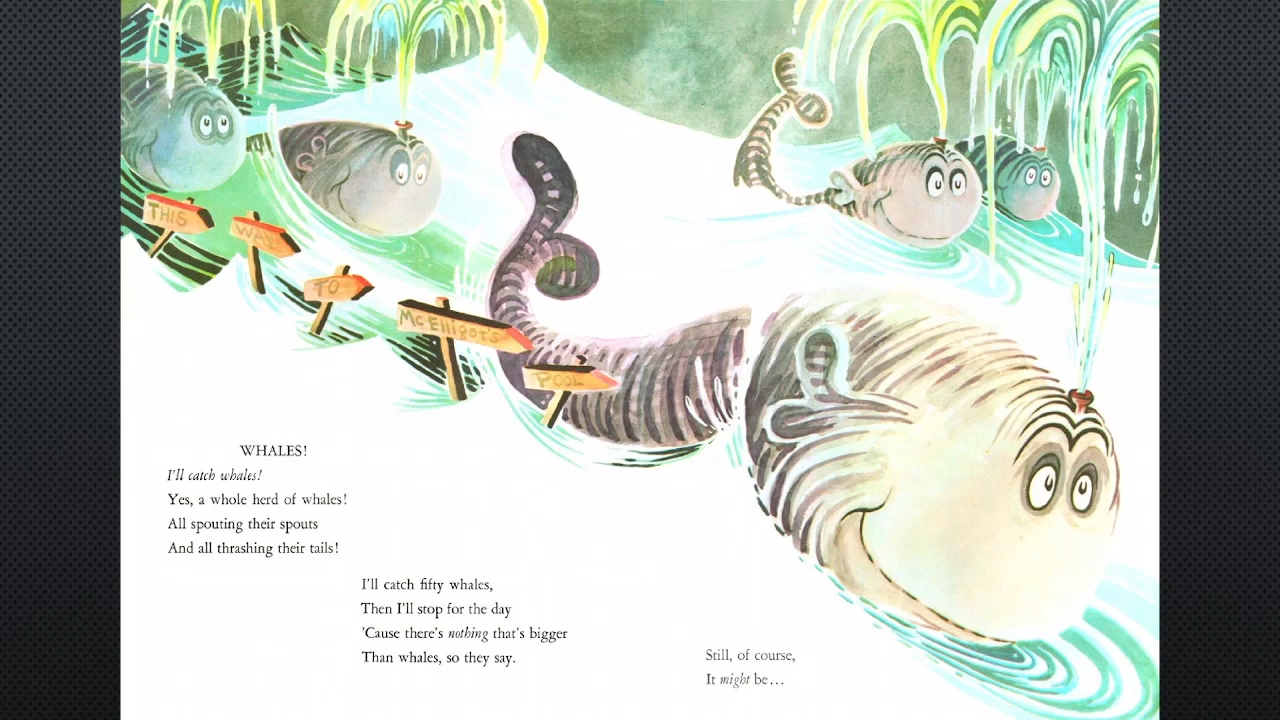 THIS
WAY
TO
McElligot's
POOL
WHALES!
I'll catch whales!
Yes, a whole herd of whales!
All spouting their spouts
And all thrashing their tails!
I'll catch fifty whales,
Then I'll stop for the day
'Cause there's nothing that's bigger
Than whales, so they say.
Still, of course,
It might be...